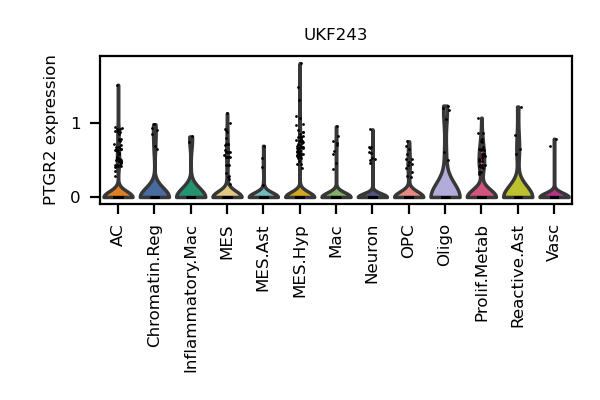 UKF243
PTGR2 expression
1
0
AC
Chromatin.Reg
Inflammatory.Mac
MES
MES.Ast
MES.Hyp
Mac
Neuron
OPC
Oligo
Prolif.Metab
Reactive.Ast
Vasc